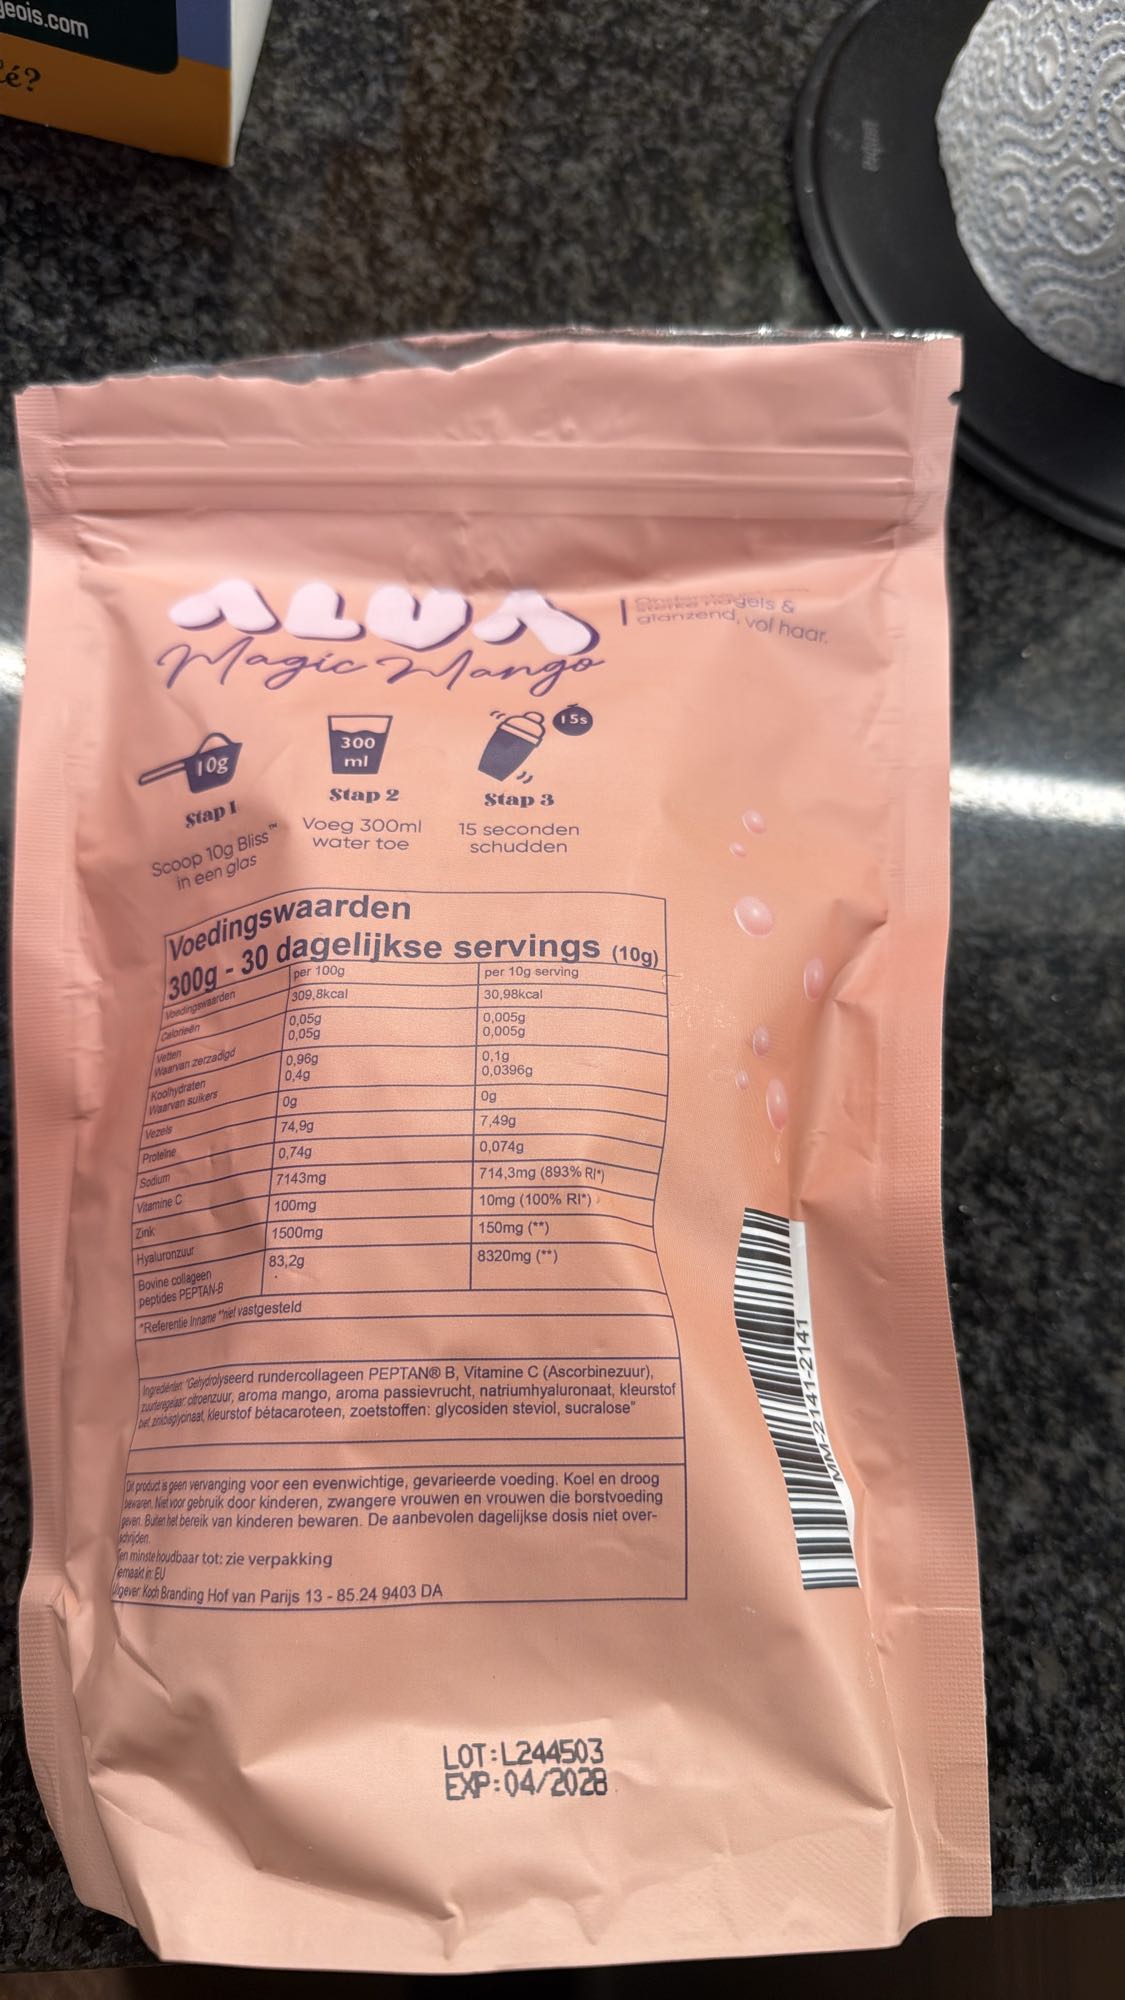 geois.com
é?
ALUA
Magic Mango
nagels &
glanzend, vol haar.
10g
300
ml
15s
Stap 1
Stap 2
Stap 3
Scoop 10g Bliss™
in een glas
Voeg 300ml
water toe
15 seconden
schudden
Voedingswaarden
300g - 30 dagelijkse servings (10g)
Voedingswaarden per 100g per 10g serving
Calorieën 309,8kcal 30,98kcal
Vetten 0,05g 0,005g
Waarvan zerzadigd 0,05g 0,005g
Koolhydraten 0,96g 0,1g
Waarvan suikers 0,4g 0,0396g
Vezels 0g 0g
Proteïne 74,9g 7,49g
Sodium 0,74g 0,074g
Vitamine C 7143mg 714,3mg (893% RI*)
Zink 100mg 10mg (100% RI*)
Hyaluronzuur 1500mg 150mg (**)
Bovine collageen 83,2g 8320mg (**)
peptides PEPTAN-B
*Referentie Inname **niet vastgesteld
Ingrediënten: "Gehydrolyseerd rundercollageen PEPTAN® B, Vitamine C (Ascorbinezuur),
zuurteregelaar: citroenzuur, aroma mango, aroma passievrucht, natriumhyaluronaat, kleurstof
biet, zinkbisglycinaat, kleurstof bètacaroteen, zoetstoffen: glycosiden steviol, sucralose"
Dit product is geen vervanging voor een evenwichtige, gevarieerde voeding. Koel en droog
bewaren. Niet voor gebruik door kinderen, zwangere vrouwen en vrouwen die borstvoeding
geven. Buiten het bereik van kinderen bewaren. De aanbevolen dagelijkse dosis niet over-
schrijden.
Ten minste houdbaar tot: zie verpakking
emaakt in: EU
Uitgever: Koch Branding Hof van Parijs 13 - 85.24 9403 DA
MM-2141-2141
LOT:L244503
EXP:04/2028